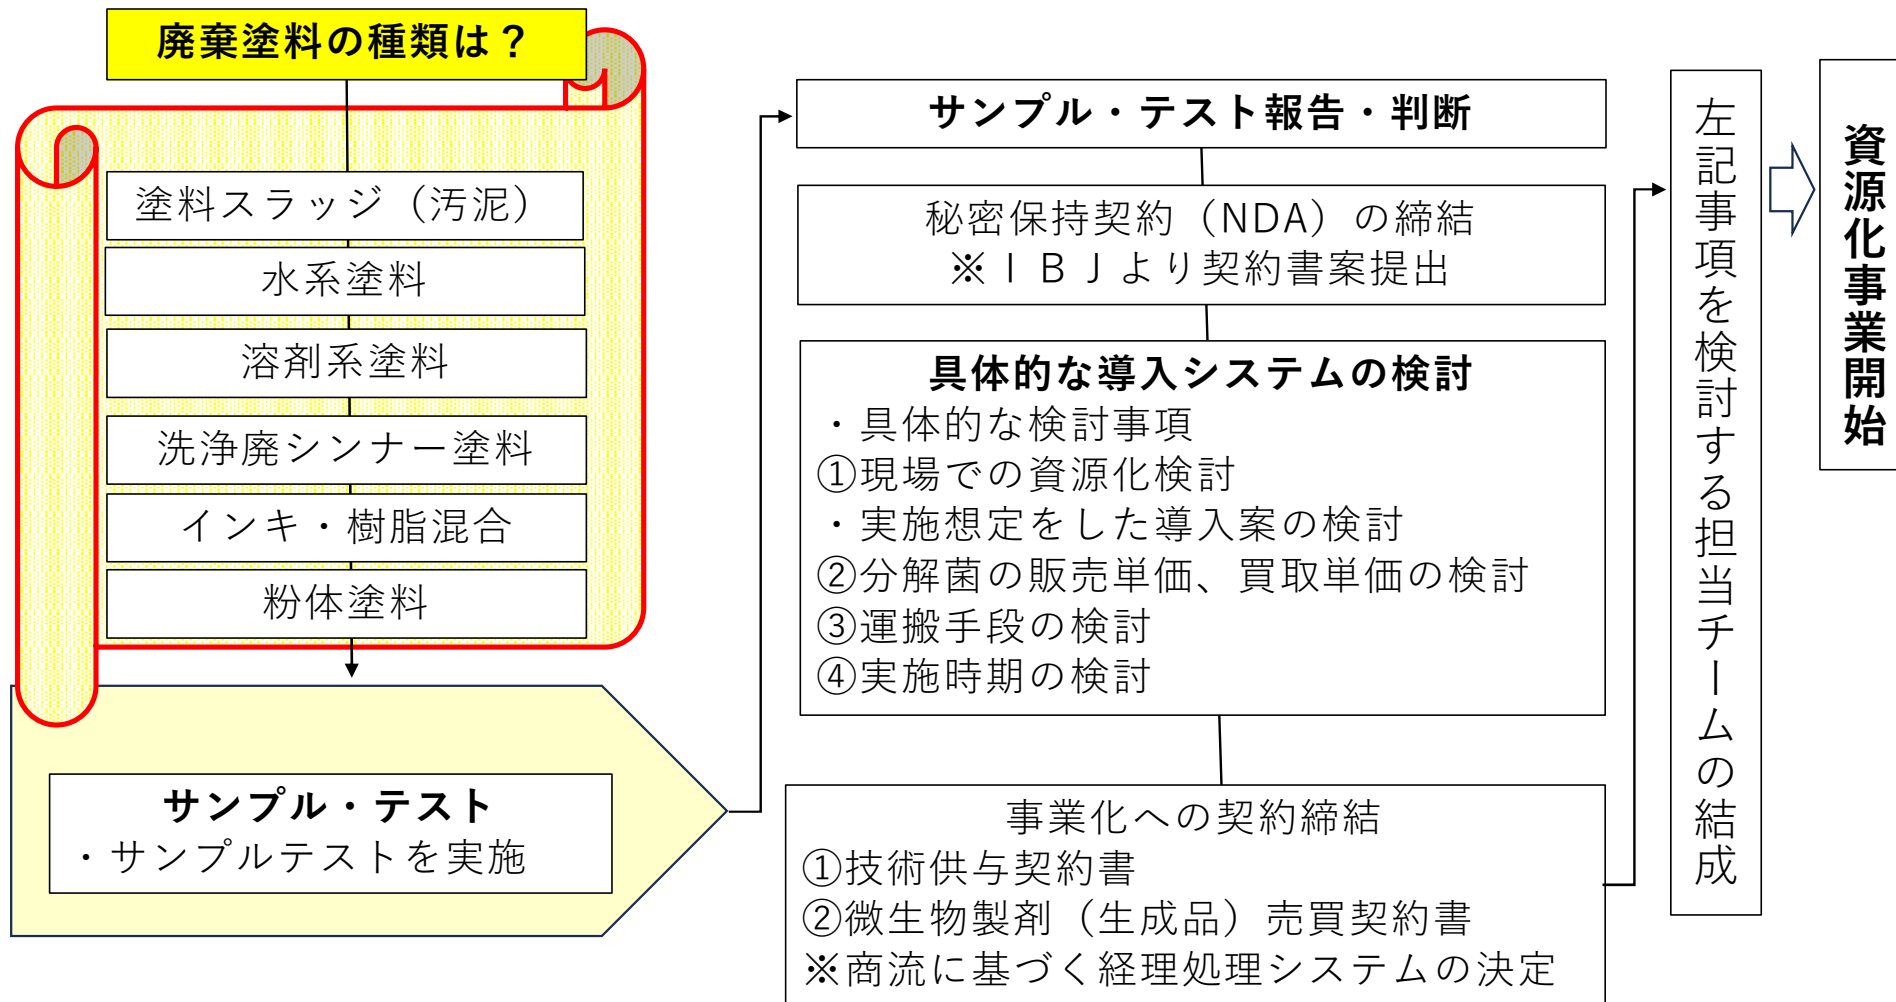 廃棄塗料の種類は？
塗料スラッジ（汚泥）
水系塗料
溶剤系塗料
洗浄廃シンナー塗料
インキ・樹脂混合
粉体塗料
サンプル・テスト
・サンプルテストを実施
サンプル・テスト報告・判断
秘密保持契約（NDA）の締結
※ＩＢＪより契約書案提出
具体的な導入システムの検討
・具体的な検討事項
①現場での資源化検討
・実施想定をした導入案の検討
②分解菌の販売単価、買取単価の検討
③運搬手段の検討
④実施時期の検討
事業化への契約締結
①技術供与契約書
②微生物製剤（生成品）売買契約書
※商流に基づく経理処理システムの決定
左記事項を検討する担当チームの結成
資源化事業開始